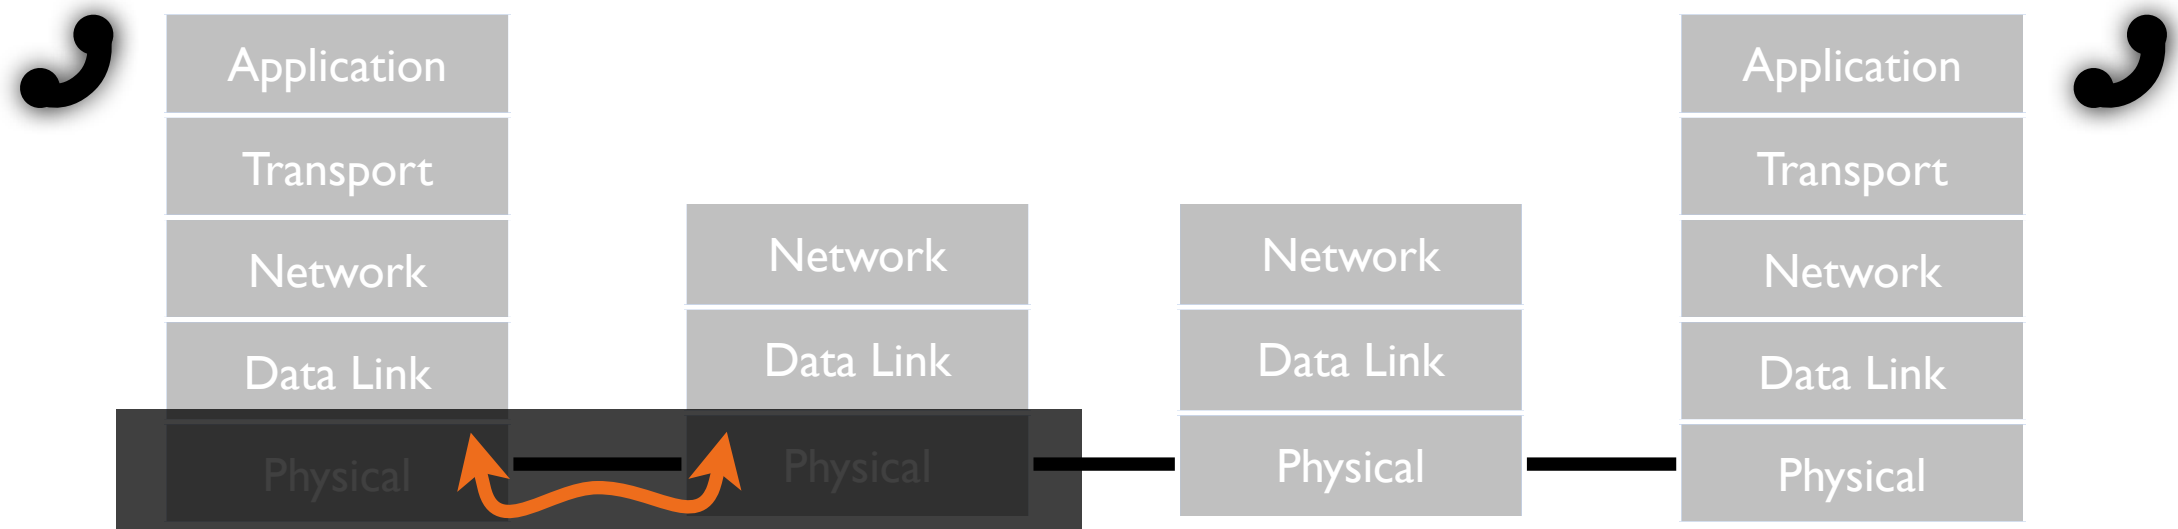 Application
Transport
Network
Data Link
Physical
Network
Data Link
Physical
Network
Data Link
Physical
Application
Transport
Network
Data Link
Physical